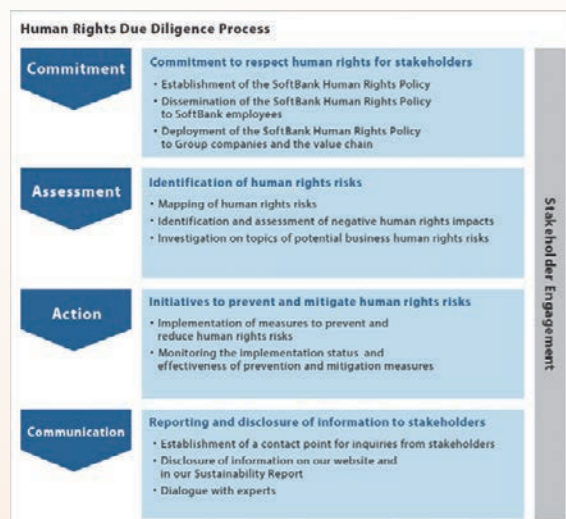 Human Rights Due Diligence Process
Commitment
Commitment to respect human rights for stakeholders
• Establishment of the SoftBank Human Rights Policy
• Dissemination of the SoftBank Human Rights Policy
to SoftBank employees
• Deployment of the SoftBank Human Rights Policy
to Group companies and the value chain
Assessment
Identification of human rights risks
• Mapping of human rights risks
• Identification and assessment of negative human rights impacts
• Investigation on topics of potential business human rights risks
Action
Initiatives to prevent and mitigate human rights risks
• Implementation of measures to prevent and
reduce human rights risks
• Monitoring the implementation status and
effectiveness of prevention and mitigation measures
Communication
Reporting and disclosure of information to stakeholders
• Establishment of a contact point for inquiries from stakeholders
• Disclosure of information on our website and
in our Sustainability Report
• Dialogue with experts
Stakeholder Engagement